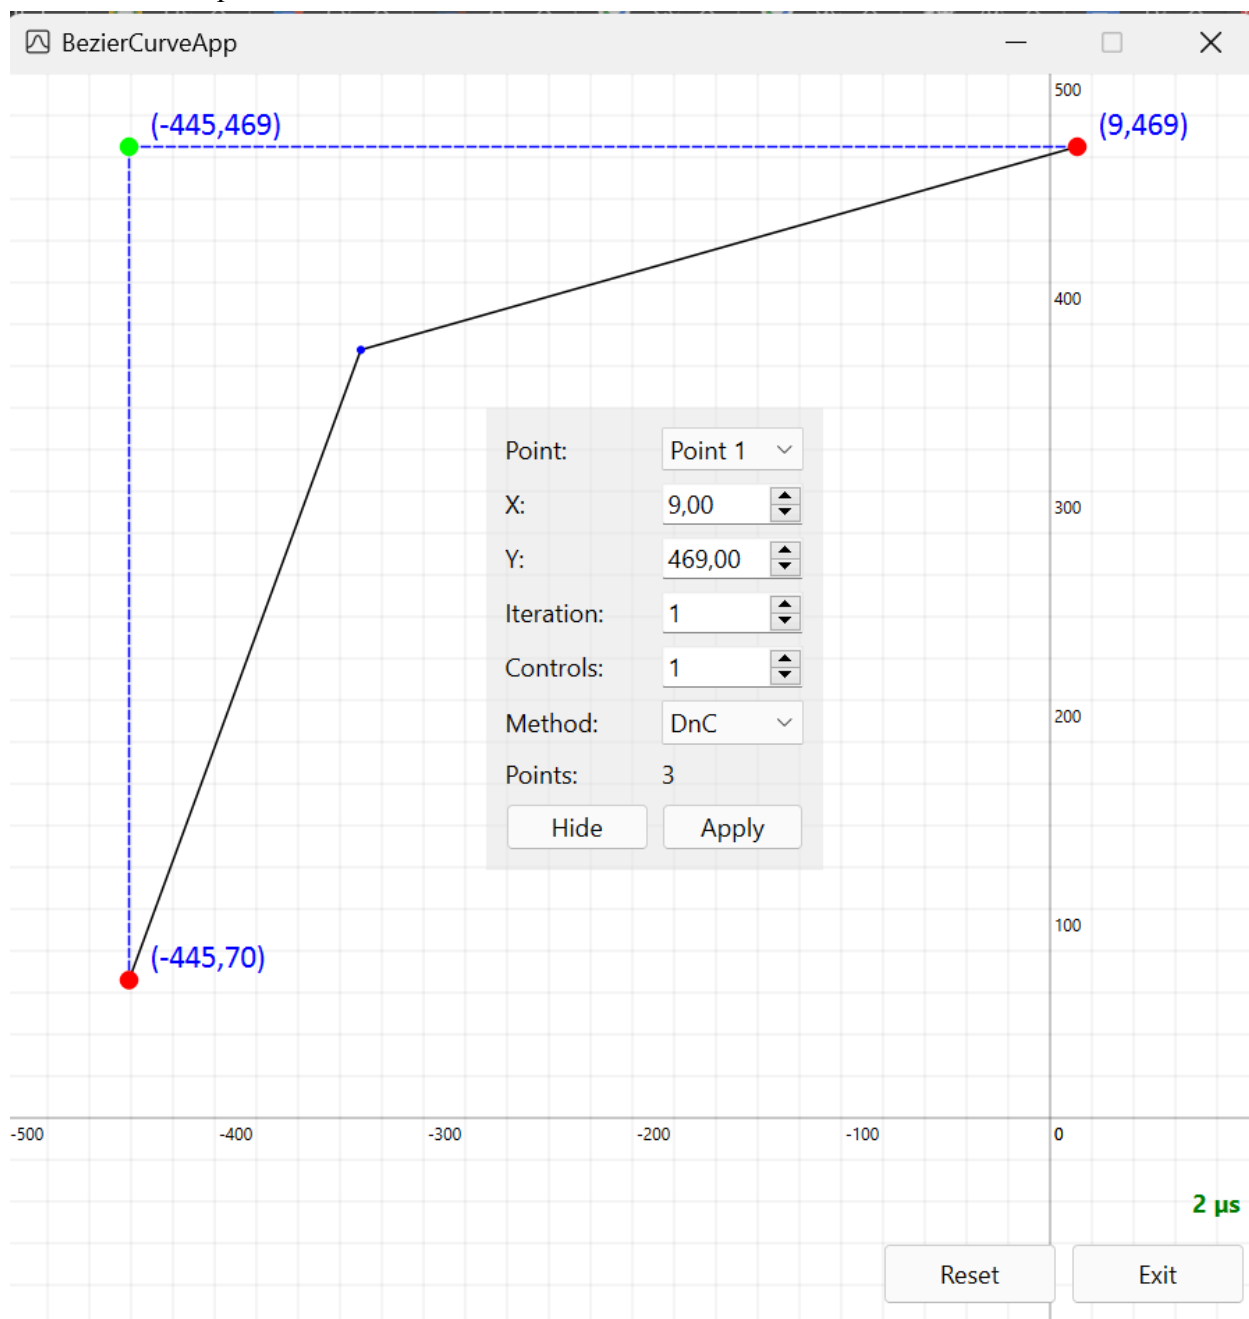 BezierCurveApp
500
(-445,469)
(9,469)
400
Point: Point 1
X: 9,00
300
Y: 469,00
Iteration: 1
Controls: 1
Method: DnC
200
Points: 3
Hide Apply
100
(-445,70)
-500 -400 -300 -200 -100 0
2 µs
Reset Exit